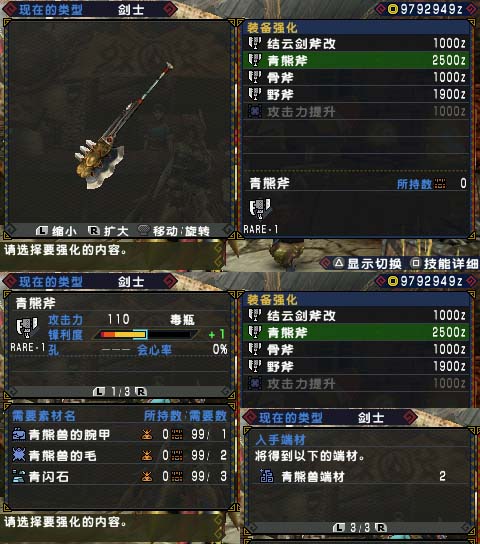 现在的类型 剑士
9792949z
装备强化
结云剑斧改 1000z
青熊斧 2500z
骨斧 1000z
野斧 1900z
攻击力提升 1000z
青熊斧 所持数 0
RARE-1
L 缩小 R 扩大 移动/旋转
请选择要强化的内容。
△显示切换 □技能详细
现在的类型 剑士
9792949z
青熊斧
攻击力 110 毒瓶
RARE-1 锋利度 +1
孔 --- 会心率 0%
L 1/3 R
装备强化
结云剑斧改 1000z
青熊斧 2500z
骨斧 1000z
野斧 1900z
攻击力提升 1000z
需要素材名 所持数/需要数
青熊兽的腕甲 0 99/ 1
青熊兽的毛 0 99/ 2
青闪石 0 99/ 3
请选择要强化的内容。
现在的类型 剑士
入手端材
将得到以下的端材。
青熊兽端材 2
L 3/3 R